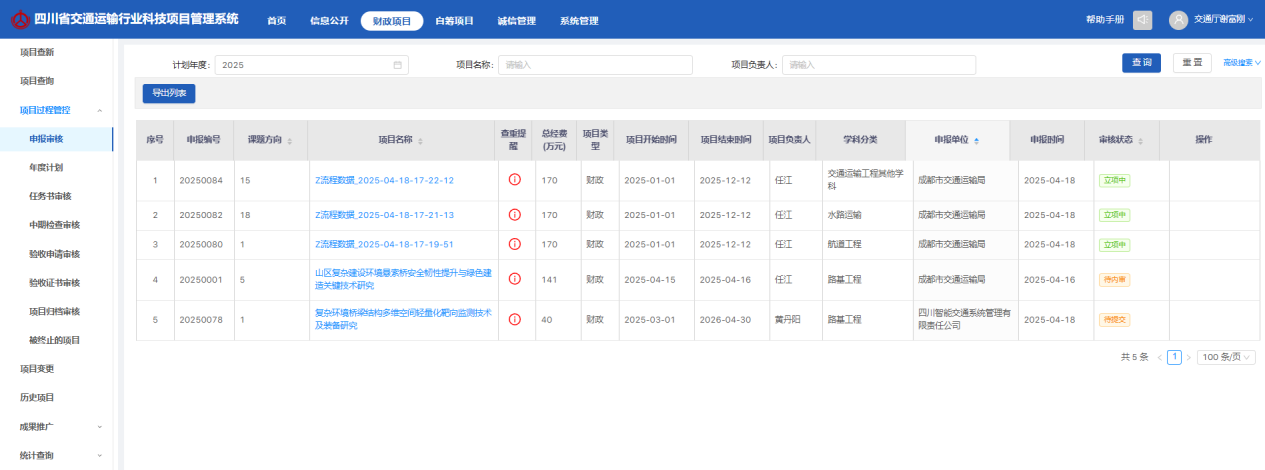 四川省交通运输行业科技项目管理系统 首页 信息公开 财政项目 自筹项目 诚信管理 系统管理 帮助手册 交通厅谢富刚
项目查新
项目查询
项目过程管控
申报审核
年度计划
任务书审核
中期检查审核
验收申请审核
验收证书审核
项目归档审核
被终止的项目
项目变更
历史项目
成果推广
统计查询
计划年度: 2025 项目名称: 请输入 项目负责人: 请输入 查 询 重 置 高级搜索
导出列表
序号 申报编号 课题方向 项目名称 查重提醒 总经费(万元) 项目类型 项目开始时间 项目结束时间 项目负责人 学科分类 申报单位 申报时间 审核状态 操作
1 20250084 15 Z流程数据_2025-04-18-17-22-12 170 财政 2025-01-01 2025-12-12 任江 交通运输工程其他学科 成都市交通运输局 2025-04-18 立项中
2 20250082 18 Z流程数据_2025-04-18-17-21-13 170 财政 2025-01-01 2025-12-12 任江 水路运输 成都市交通运输局 2025-04-18 立项中
3 20250080 1 Z流程数据_2025-04-18-17-19-51 170 财政 2025-01-01 2025-12-12 任江 航道工程 成都市交通运输局 2025-04-18 立项中
4 20250001 5 山区复杂建设环境悬索桥安全韧性提升与绿色建造关键技术研究 141 财政 2025-04-15 2025-04-16 任江 路基工程 成都市交通运输局 2025-04-16 待内审
5 20250078 1 复杂环境桥梁结构多维空间轻量化靶向监测技术及装备研究 40 财政 2025-03-01 2026-04-30 黄丹阳 路基工程 四川智能交通系统管理有限责任公司 2025-04-18 待提交
共 5 条 < 1 > 100 条/页